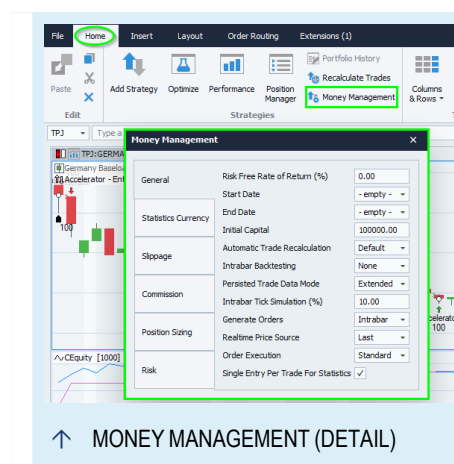 File Home Insert Layout Order Routing Extensions (1)
Paste
Add Strategy Optimize Performance Position Manager
Portfolio History
Recalculate Trades
Money Management
Columns & Rows
Edit Strategies
TPJ Type a
TPJ:GERMA
Germany Baseloa
Accelerator - Ent
100
Money Management
General
Statistics Currency
Slippage
Commission
Position Sizing
Risk
Risk Free Rate of Return (%) 0.00
Start Date - empty -
End Date - empty -
Initial Capital 100000.00
Automatic Trade Recalculation Default
Intrabar Backtesting None
Persisted Trade Data Mode Extended
Intrabar Tick Simulation (%) 10.00
Generate Orders Intrabar
Realtime Price Source Last
Order Execution Standard
Single Entry Per Trade For Statistics
celerato
100
CEquity [1000]
↑ MONEY MANAGEMENT (DETAIL)